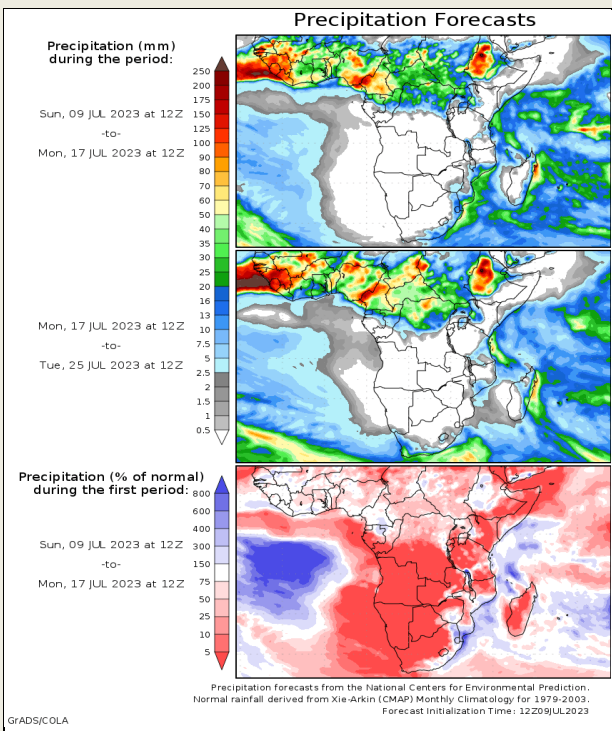 Precipitation Forecasts
Precipitation (mm)
during the period:
Sun, 09 JUL 2023 at 12Z
-to-
Mon, 17 JUL 2023 at 12Z
250
200
175
150
125
100
90
80
70
60
50
40
35
30
25
20
16
13
10
7.5
5
2.5
2
1.5
1
0.5
Mon, 17 JUL 2023 at 12Z
-to-
Tue, 25 JUL 2023 at 12Z
Precipitation (% of normal)
during the first period:
Sun, 09 JUL 2023 at 12Z
-to-
Mon, 17 JUL 2023 at 12Z
800
600
400
300
150
75
50
25
10
5
Precipitation forecasts from the National Centers for Environmental Prediction.
Normal rainfall derived from Xie-Arkin (CMAP) Monthly Climatology for 1979-2003.
Forecast Initialization Time: 12Z09JUL2023
GrADS/COLA